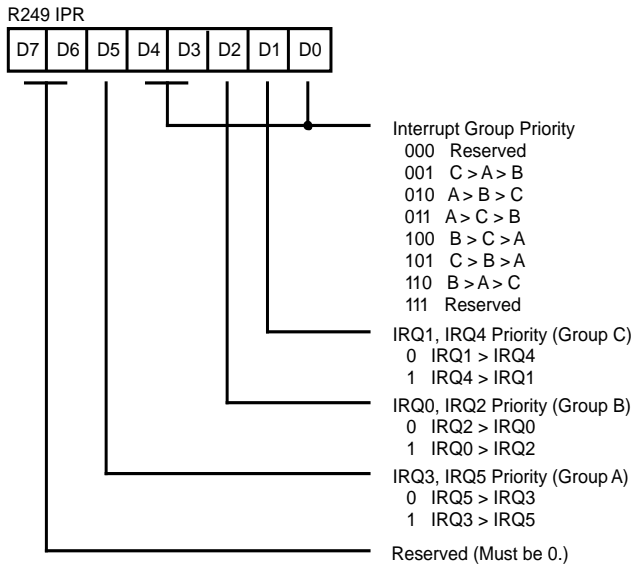 R249 IPR
D7 D6 D5 D4 D3 D2 D1 D0
Interrupt Group Priority
000 Reserved
001 C > A > B
010 A > B > C
011 A > C > B
100 B > C > A
101 C > B > A
110 B > A > C
111 Reserved
IRQ1, IRQ4 Priority (Group C)
0 IRQ1 > IRQ4
1 IRQ4 > IRQ1
IRQ0, IRQ2 Priority (Group B)
0 IRQ2 > IRQ0
1 IRQ0 > IRQ2
IRQ3, IRQ5 Priority (Group A)
0 IRQ5 > IRQ3
1 IRQ3 > IRQ5
Reserved (Must be 0.)